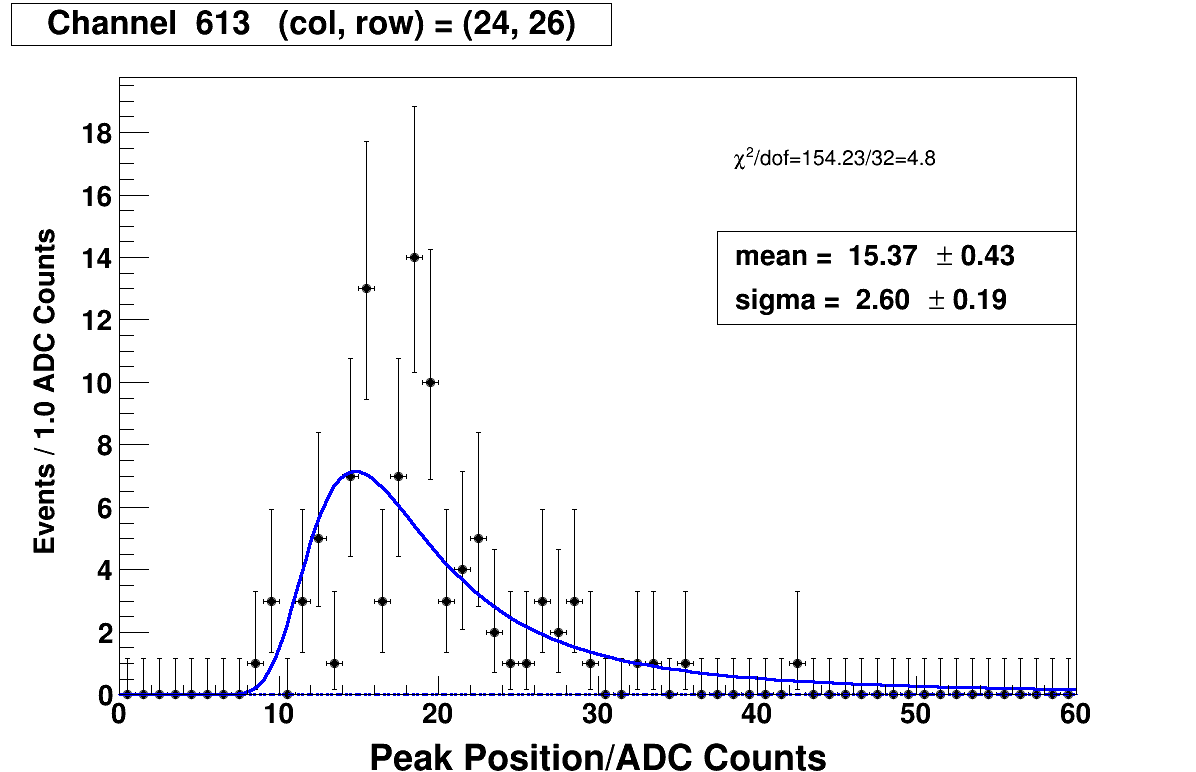 Channel 613 (col, row) = (24, 26)
χ²/dof=154.23/32=4.8
mean = 15.37 ± 0.43
sigma = 2.60 ± 0.19
Events / 1.0 ADC Counts
18
16
14
12
10
8
6
4
2
0
0 10 20 30 40 50 60
Peak Position/ADC Counts